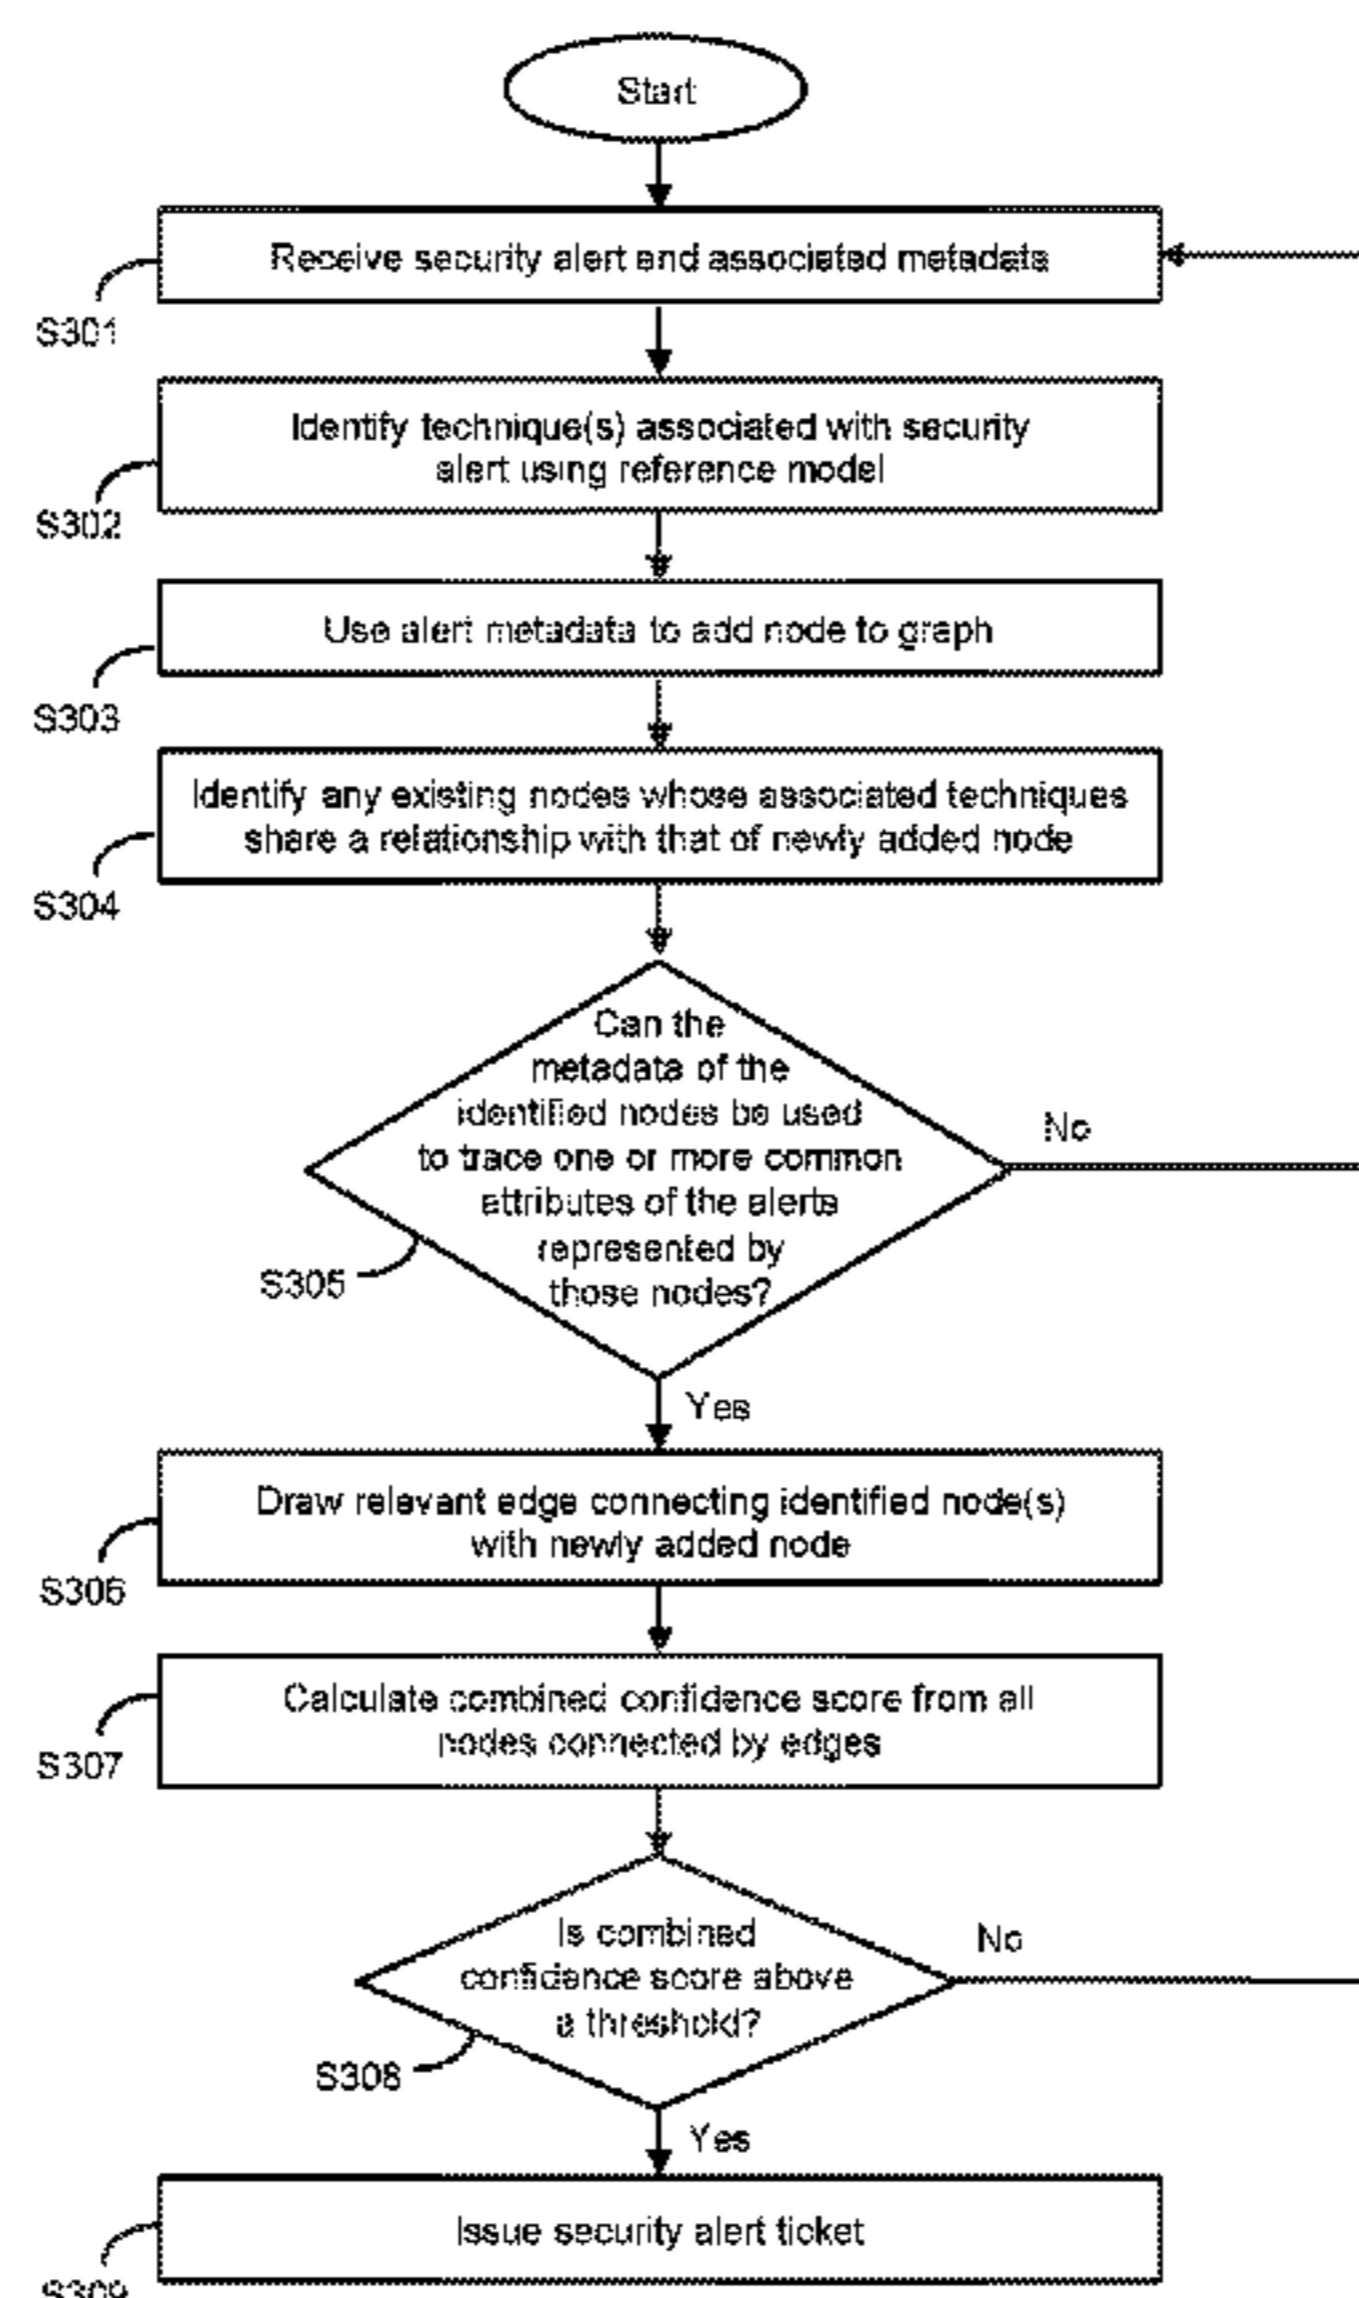 Start
Receive security alert and associated metadata
S301
Identify technique(s) associated with security
alert using reference model
S302
Use alert metadata to add node to graph
S303
Identify any existing nodes whose associated techniques
share a relationship with that of newly added node
S304
Can the
metadata of the
identified nodes be used
to trace one or more common
attributes of the alerts
represented by
those nodes?
No
S305
Yes
Draw relevant edge connecting identified node(s)
with newly added node
S306
Calculate combined confidence score from all
nodes connected by edges
S307
Is combined
confidence score above
a threshold?
No
S308
Yes
Issue security alert ticket
S309